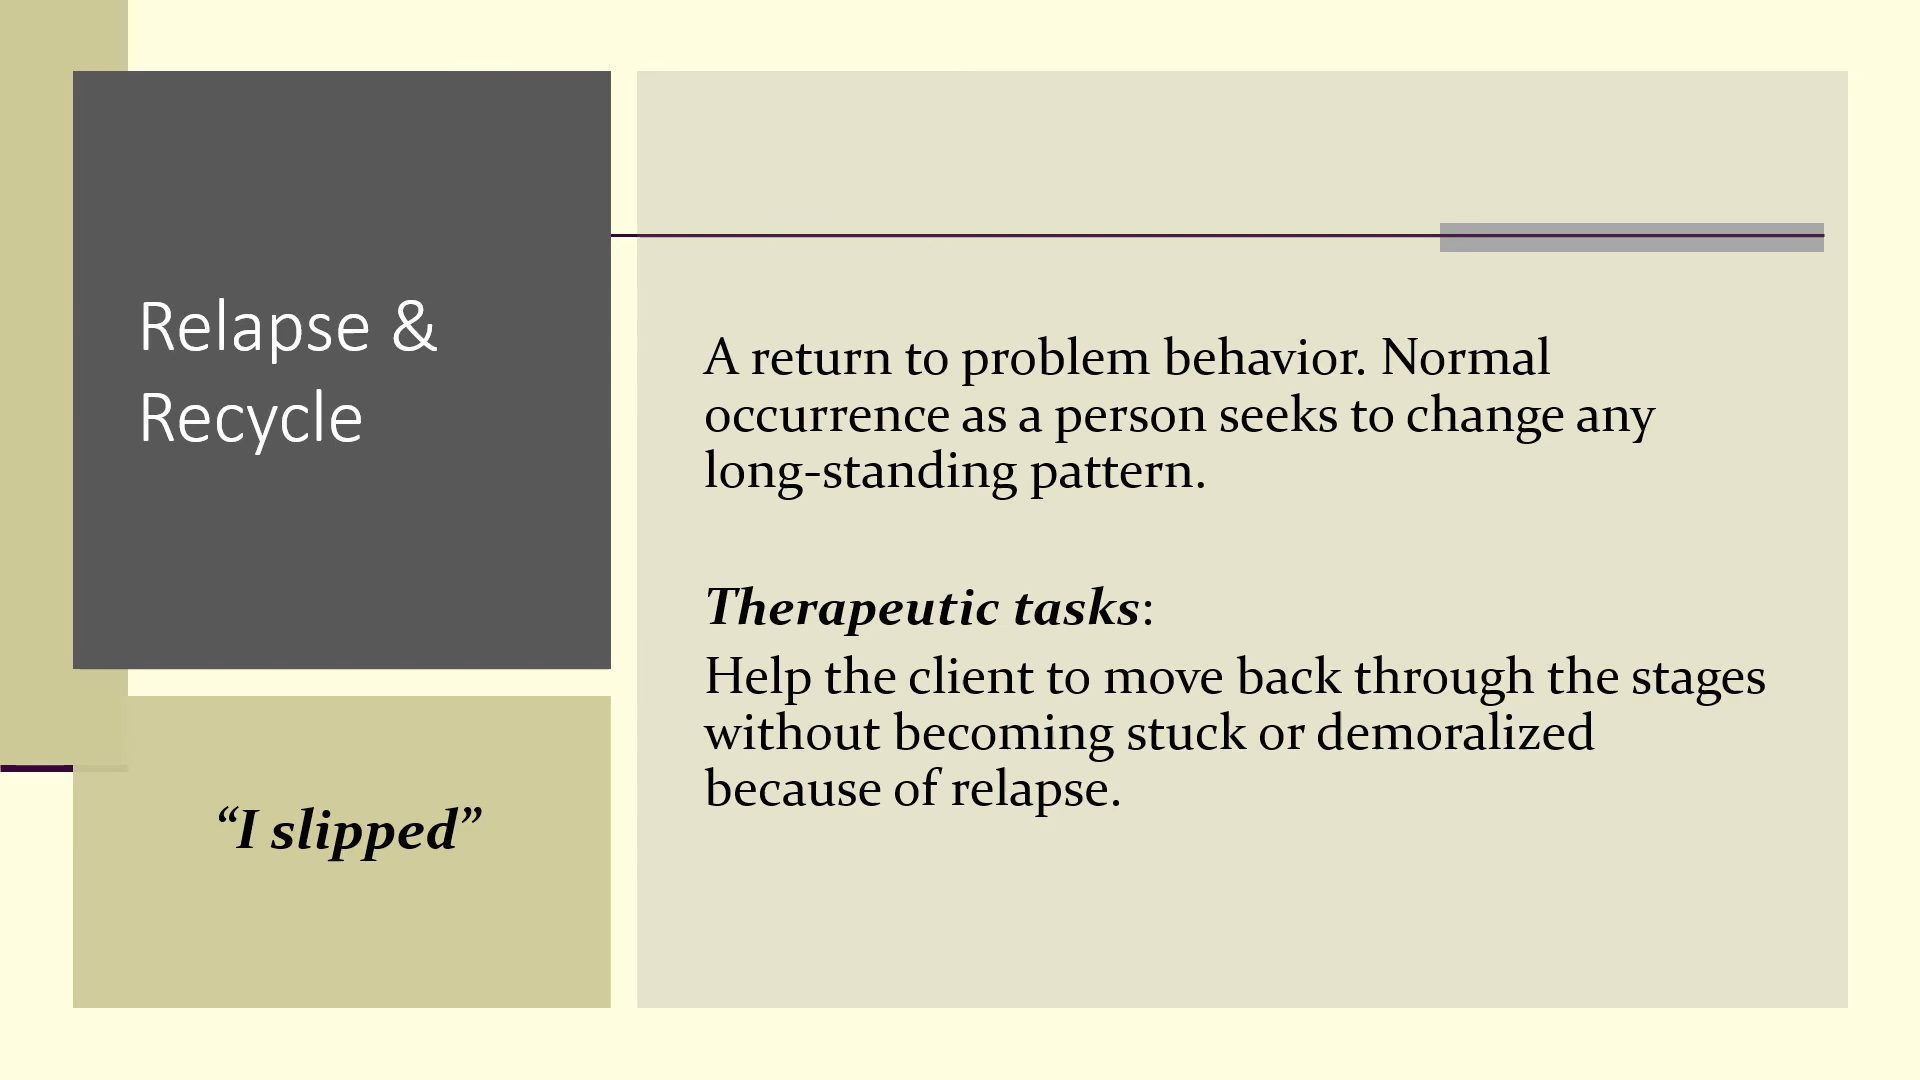 Relapse &
Recycle
“I slipped”
A return to problem behavior. Normal
occurrence as a person seeks to change any
long-standing pattern.
Therapeutic tasks:
Help the client to move back through the stages
without becoming stuck or demoralized
because of relapse.